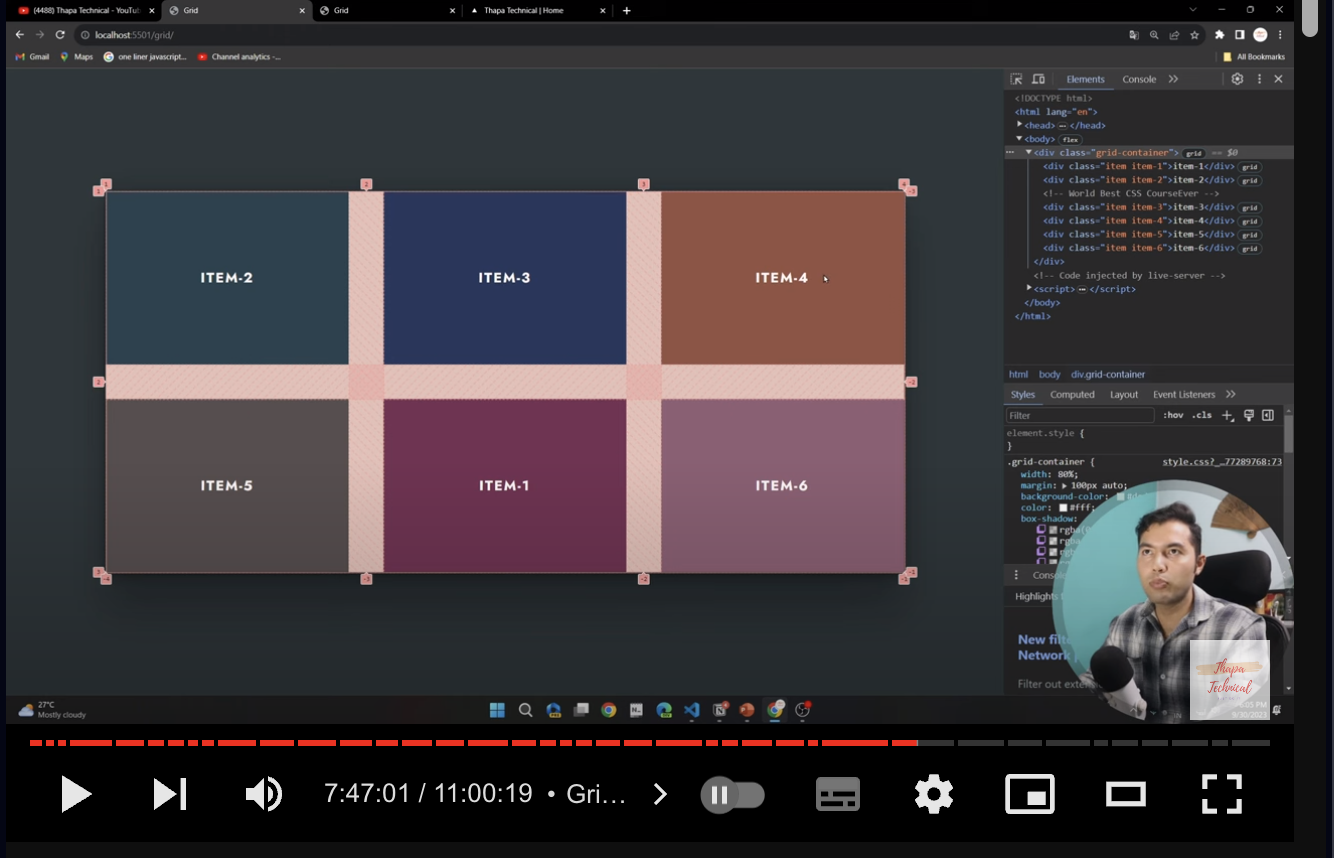 (4488) Thapa Technical - YouTu
Grid
Grid
Thapa Technical | Home
localhost:5501/grid/
Gmail
Maps
one liner javascript...
Channel analytics -...
All Bookmarks
Elements
Console
<!DOCTYPE html>
<html lang="en">
<head> ⋯ </head>
<body> flex
<div class="grid-container"> grid == $0
<div class="item item-1">item-1</div> grid
<div class="item item-2">item-2</div> grid
<!-- World Best CSS CourseEver -->
<div class="item item-3">item-3</div> grid
<div class="item item-4">item-4</div> grid
<div class="item item-5">item-5</div> grid
<div class="item item-6">item-6</div> grid
</div>
<!-- Code injected by live-server -->
<script> ⋯ </script>
</body>
</html>
ITEM-2
ITEM-3
ITEM-4
ITEM-5
ITEM-1
ITEM-6
html body div.grid-container
Styles
Computed
Layout
Event Listeners
Filter
:hov .cls
element.style {
}
.grid-container { style.css?_…77289768:73
width: 80%;
margin: 100px auto;
background-color:
color: #fff;
box-shadow:
rgba(
rgb
Highlights
New
Network
Filter out
Thapa
Technical
27°C
Mostly cloudy
7:47:01 / 11:00:19 • Gri…